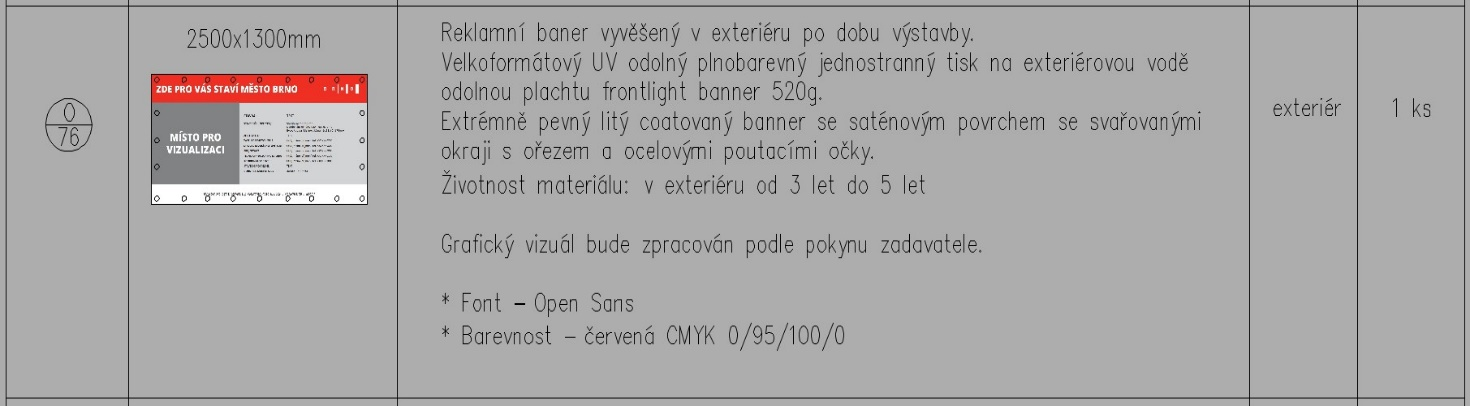 2500x1300mm
ZDE PRO VÁS STAVÍ MĚSTO BRNO
B R N O
MÍSTO PRO
VIZUALIZACI
O
76
Reklamní baner vyvěšený v exteriéru po dobu výstavby.
Velkoformátový UV odolný plnobarevný jednostranný tisk na exteriérovou vodě
odolnou plachtu frontlight banner 520g.
Extrémně pevný litý coatovaný banner se saténovým povrchem se svařovanými
okraji s ořezem a ocelovými poutacími očky.
Životnost materiálu: v exteriéru od 3 let do 5 let
Grafický vizuál bude zpracován podle pokynu zadavatele.
* Font – Open Sans
* Barevnost – červená CMYK 0/95/100/0
exteriér
1 ks